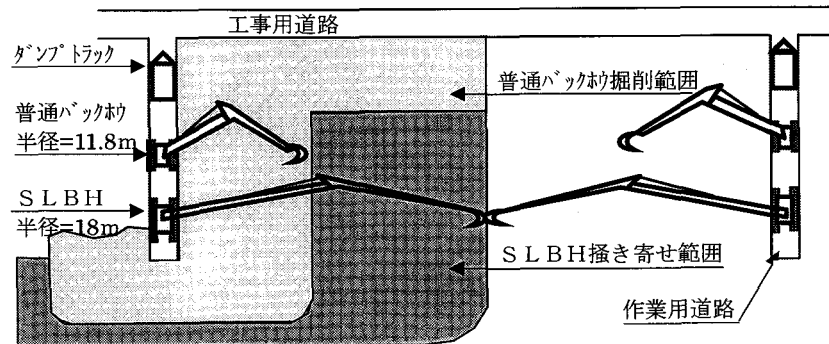 工事用道路
ﾀﾞﾝﾌﾟﾄﾗｯｸ
普通ﾊﾞｯｸﾎｳ掘削範囲
普通ﾊﾞｯｸﾎｳ
半径=11.8m
ＳＬＢＨ
半径=18m
ＳＬＢＨ掻き寄せ範囲
作業用道路